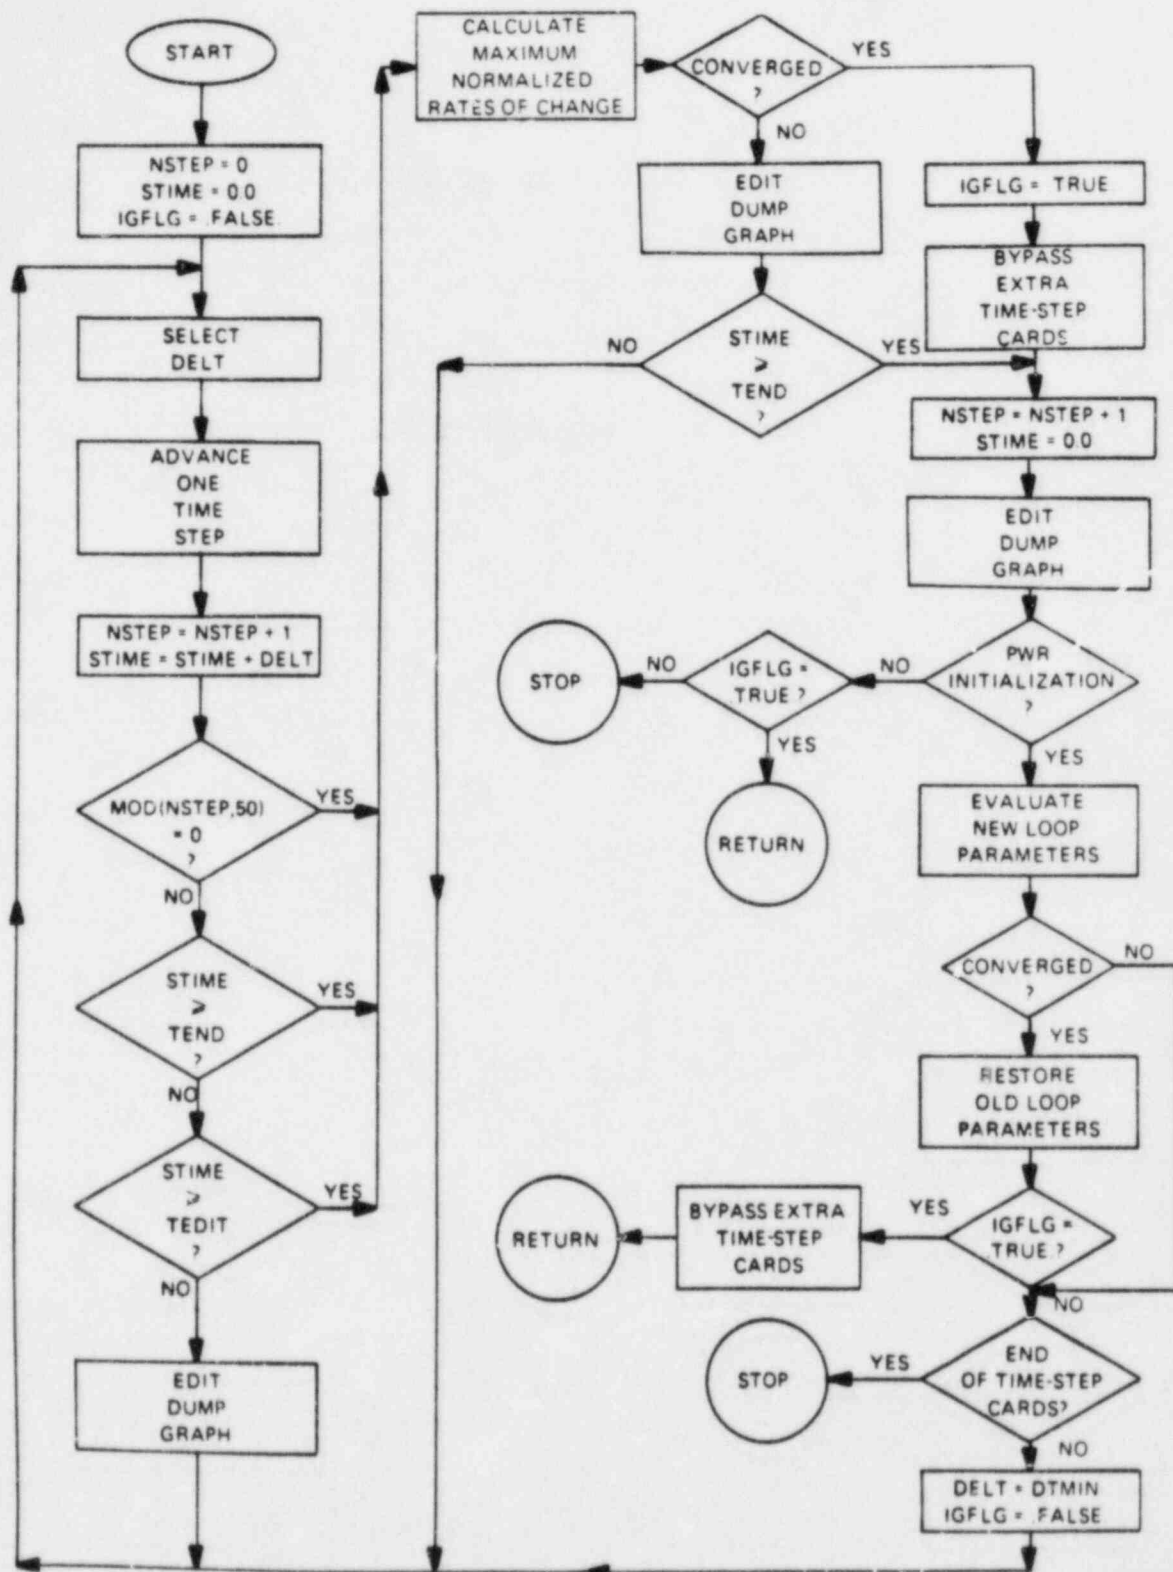 START
NSTEP = 0
STIME = 0.0
IGFLG = .FALSE.
SELECT
DELT
ADVANCE
ONE
TIME
STEP
NSTEP = NSTEP + 1
STIME = STIME + DELT
MOD(NSTEP,50)
= 0
?
YES
NO
STIME
⩾
TEND
?
YES
NO
STIME
⩾
TEDIT
?
YES
NO
EDIT
DUMP
GRAPH
CALCULATE
MAXIMUM
NORMALIZED
RATES OF CHANGE
CONVERGED
?
YES
NO
EDIT
DUMP
GRAPH
STIME
⩾
TEND
?
NO
YES
IGFLG = .TRUE.
BYPASS
EXTRA
TIME-STEP
CARDS
NSTEP = NSTEP + 1
STIME = 0.0
EDIT
DUMP
GRAPH
PWR
INITIALIZATION
?
NO
YES
IGFLG =
.TRUE.?
NO
YES
STOP
RETURN
EVALUATE
NEW LOOP
PARAMETERS
CONVERGED
?
NO
YES
RESTORE
OLD LOOP
PARAMETERS
IGFLG =
.TRUE.?
YES
NO
BYPASS EXTRA
TIME-STEP
CARDS
RETURN
END
OF TIME-STEP
CARDS?
YES
NO
STOP
DELT = DTMIN
IGFLG = .FALSE.